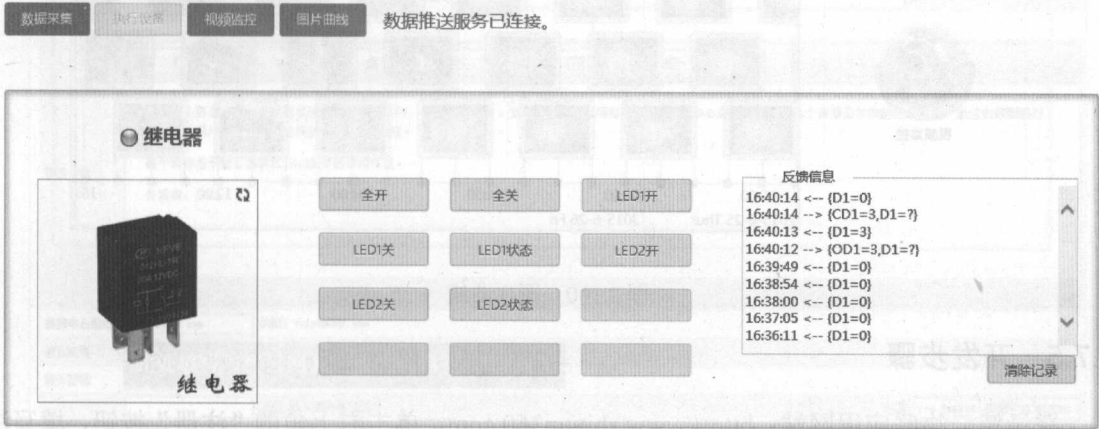 数据采集 执行设备 视频监控 图片曲线 数据推送服务已连接。
继电器
全开 全关 LED1开
LED1关 LED1状态 LED2开
LED2关 LED2状态
继电器
反馈信息
16:40:14 <-- {D1=0}
16:40:14 --> {CD1=3,D1=?}
16:40:13 <-- {D1=3}
16:40:12 --> {OD1=3,D1=?}
16:39:49 <-- {D1=0}
16:38:54 <-- {D1=0}
16:38:00 <-- {D1=0}
16:37:05 <-- {D1=0}
16:36:11 <-- {D1=0}
清除记录